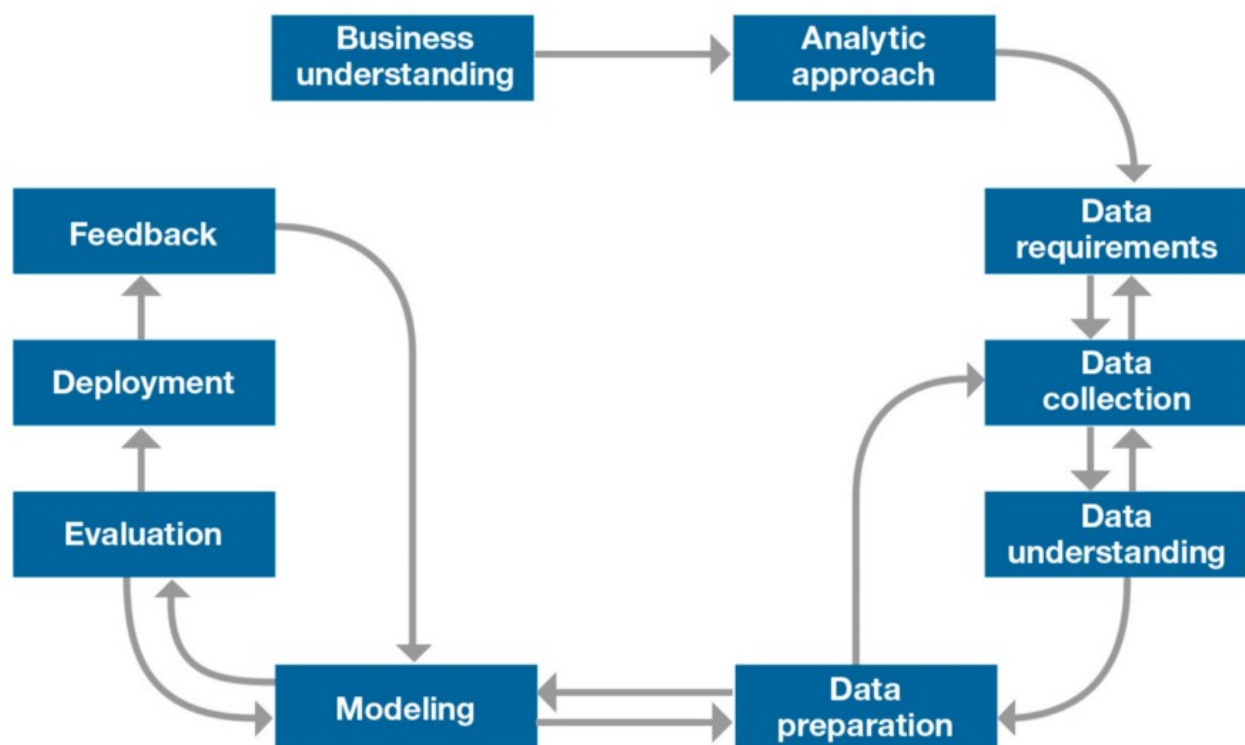 Business
understanding
Analytic
approach
Data
requirements
Data
collection
Data
understanding
Data
preparation
Modeling
Evaluation
Deployment
Feedback